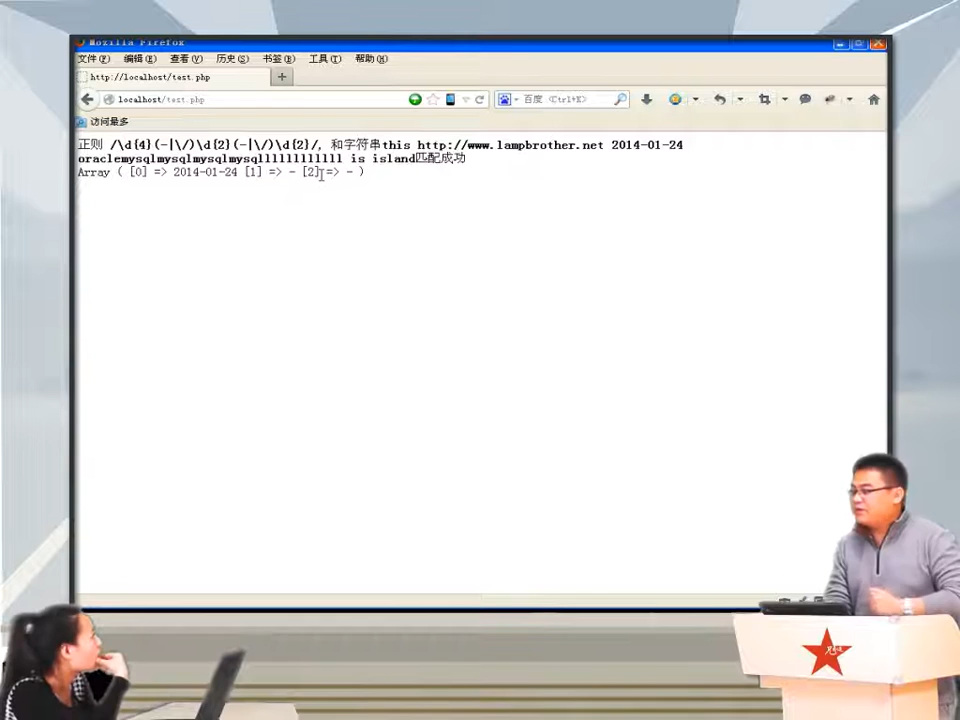 Mozilla Firefox
文件(F) 编辑(E) 查看(V) 历史(S) 书签(B) 工具(T) 帮助(H)
http://localhost/test.php
localhost/test.php
百度 <Ctrl+K>
访问最多
正则 /\d{4}(-|\/)\d{2}(-|\/)\d{2}/, 和字符串this http://www.lampbrother.net 2014-01-24
oraclemysqlmysqlmysqlmysqllllllllllll is island匹配成功
Array ( [0] => 2014-01-24 [1] => - [2] => - )